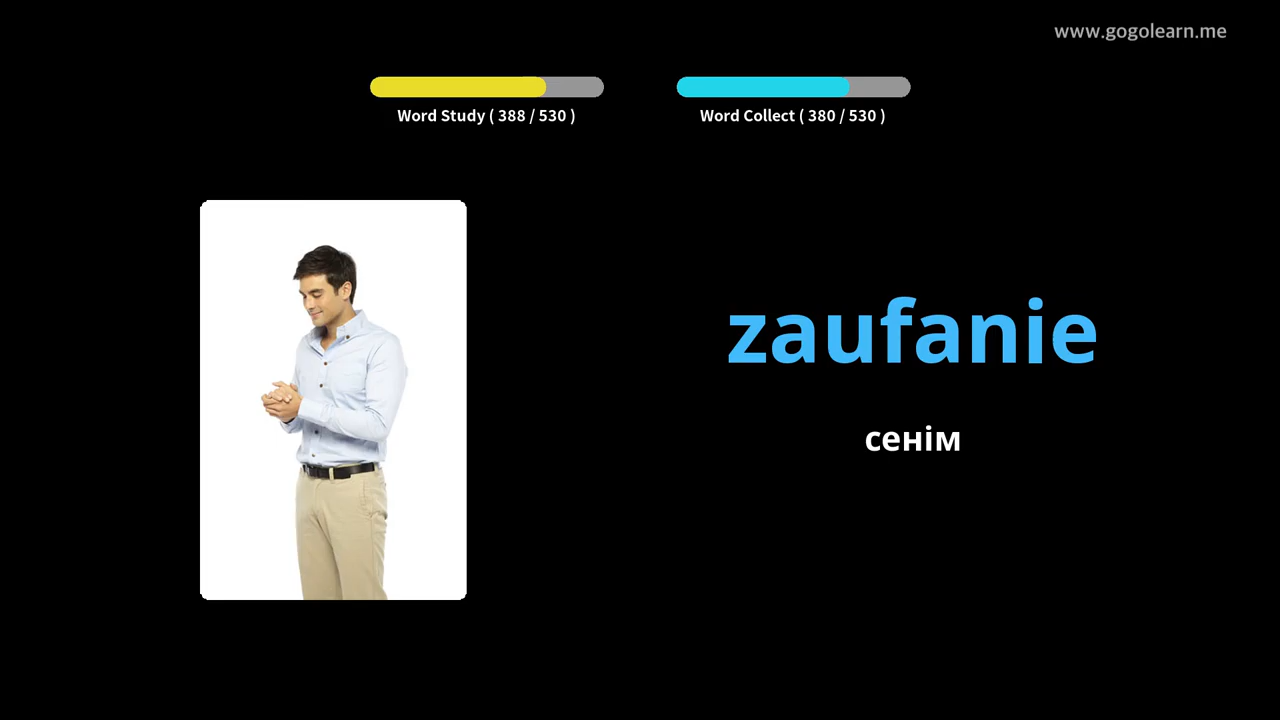 www.gogolearn.me
Word Study ( 388 / 530 )
Word Collect ( 380 / 530 )
zaufanie
сенім